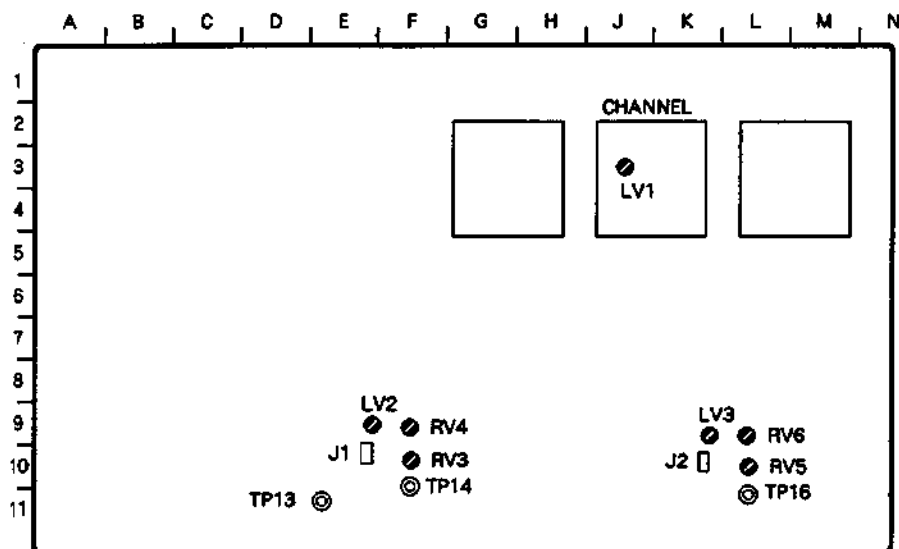 A B C D E F G H J K L M N
1
2 CHANNEL
3
LV1
4
5
6
7
8
LV2
9 RV4 LV3 RV6
J1 J2
10 RV3 RV5
TP14 TP16
11 TP13